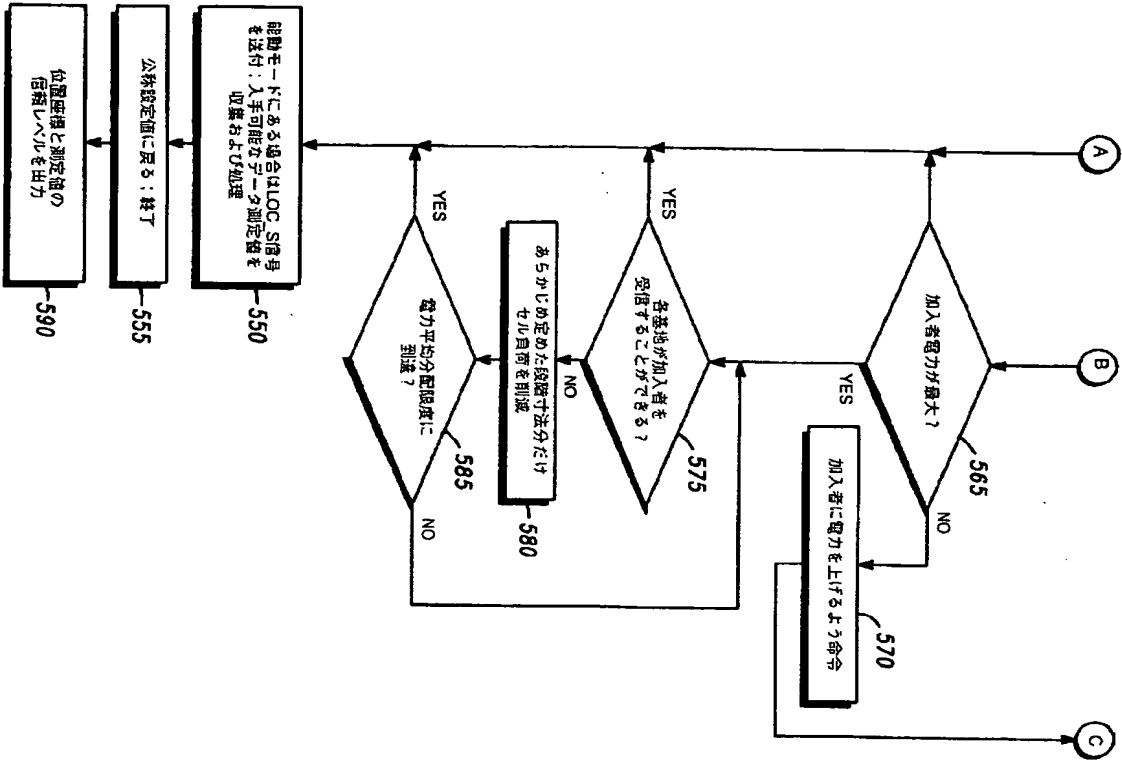 A
B
C
加入者電力が最大？
565
YES
NO
加入者に電力を上げるよう命令
570
各基地が加入者を
受信することができる？
575
YES
NO
あらかじめ定めた段階寸法分だけ
セル負荷を削減
580
電力平均分配限度に
到達？
585
YES
NO
能動モードにある場合はLOC_S信号
を送付：入手可能なデータ測定値を
収集および処理
550
公称設定値に戻る：終了
555
位置座標と測定値の
信頼レベルを出力
590